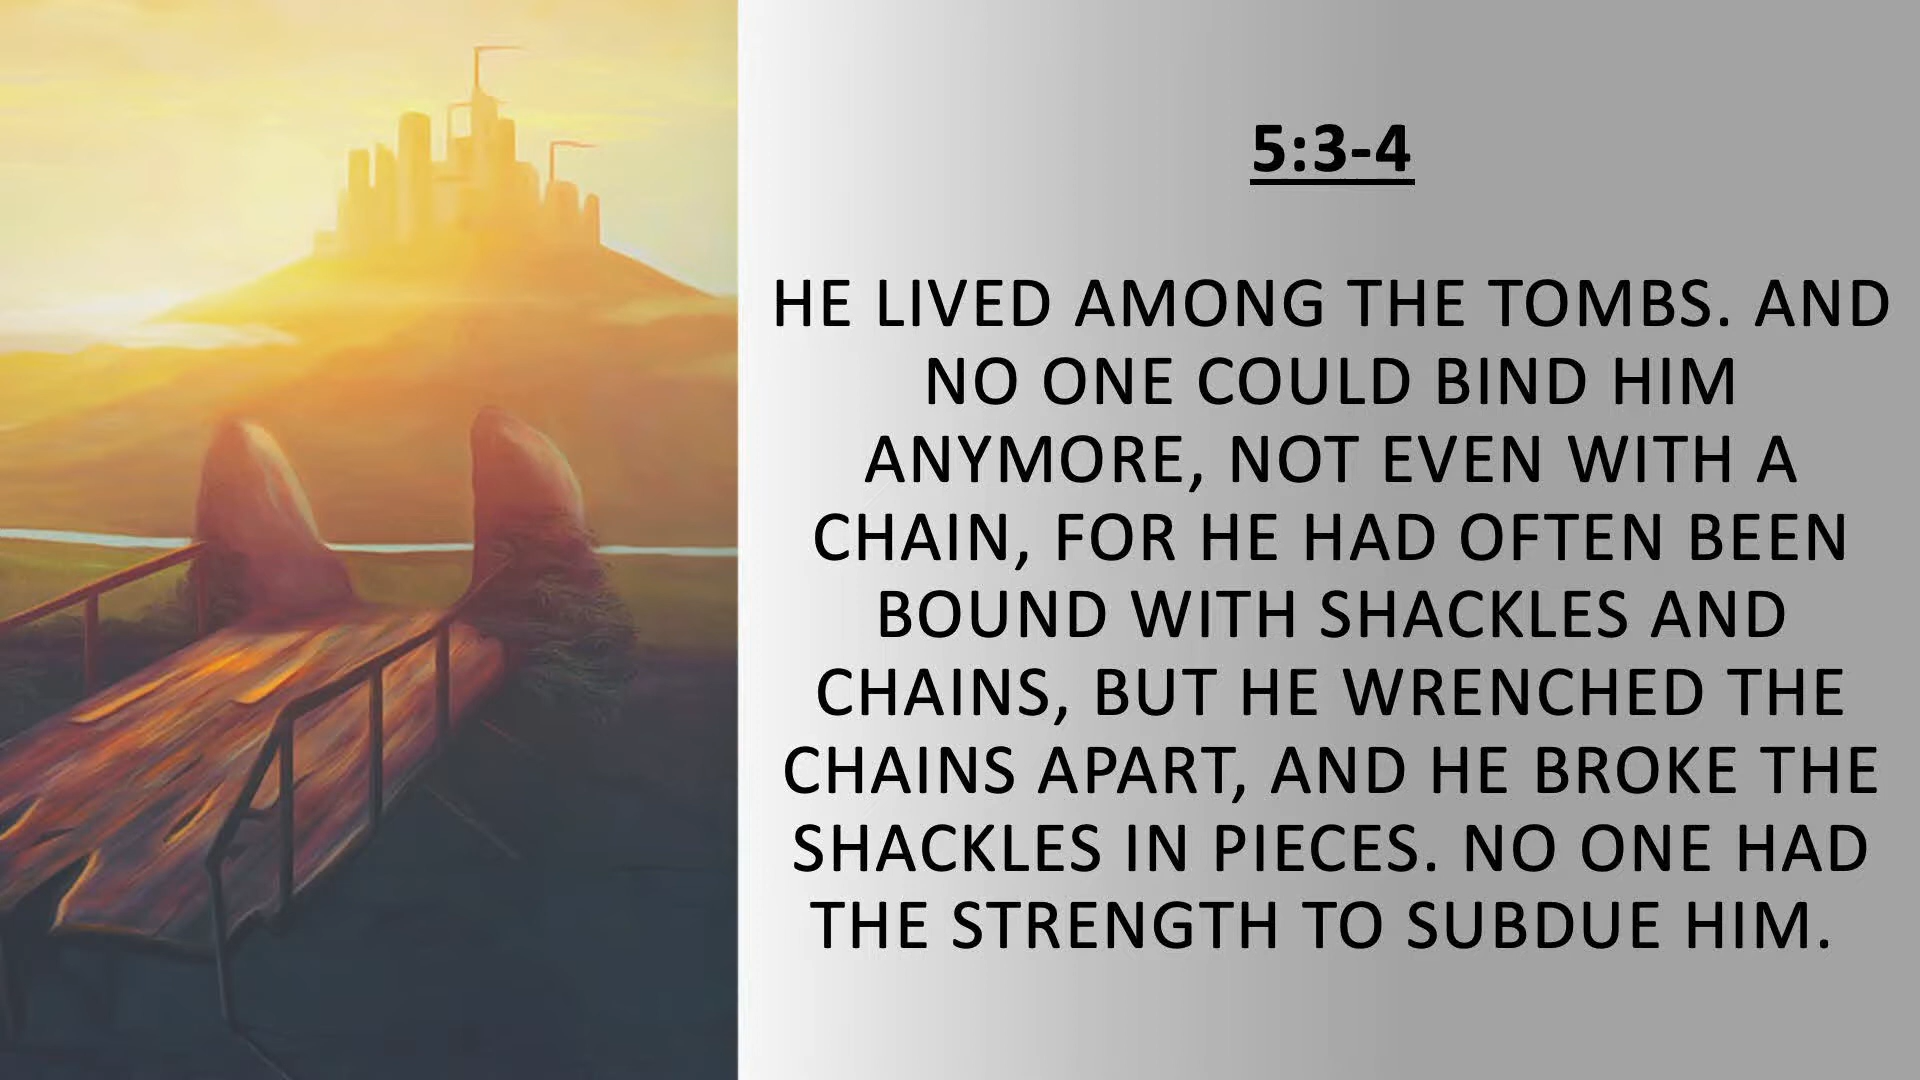 5:3-4
HE LIVED AMONG THE TOMBS. AND
NO ONE COULD BIND HIM
ANYMORE, NOT EVEN WITH A
CHAIN, FOR HE HAD OFTEN BEEN
BOUND WITH SHACKLES AND
CHAINS, BUT HE WRENCHED THE
CHAINS APART, AND HE BROKE THE
SHACKLES IN PIECES. NO ONE HAD
THE STRENGTH TO SUBDUE HIM.